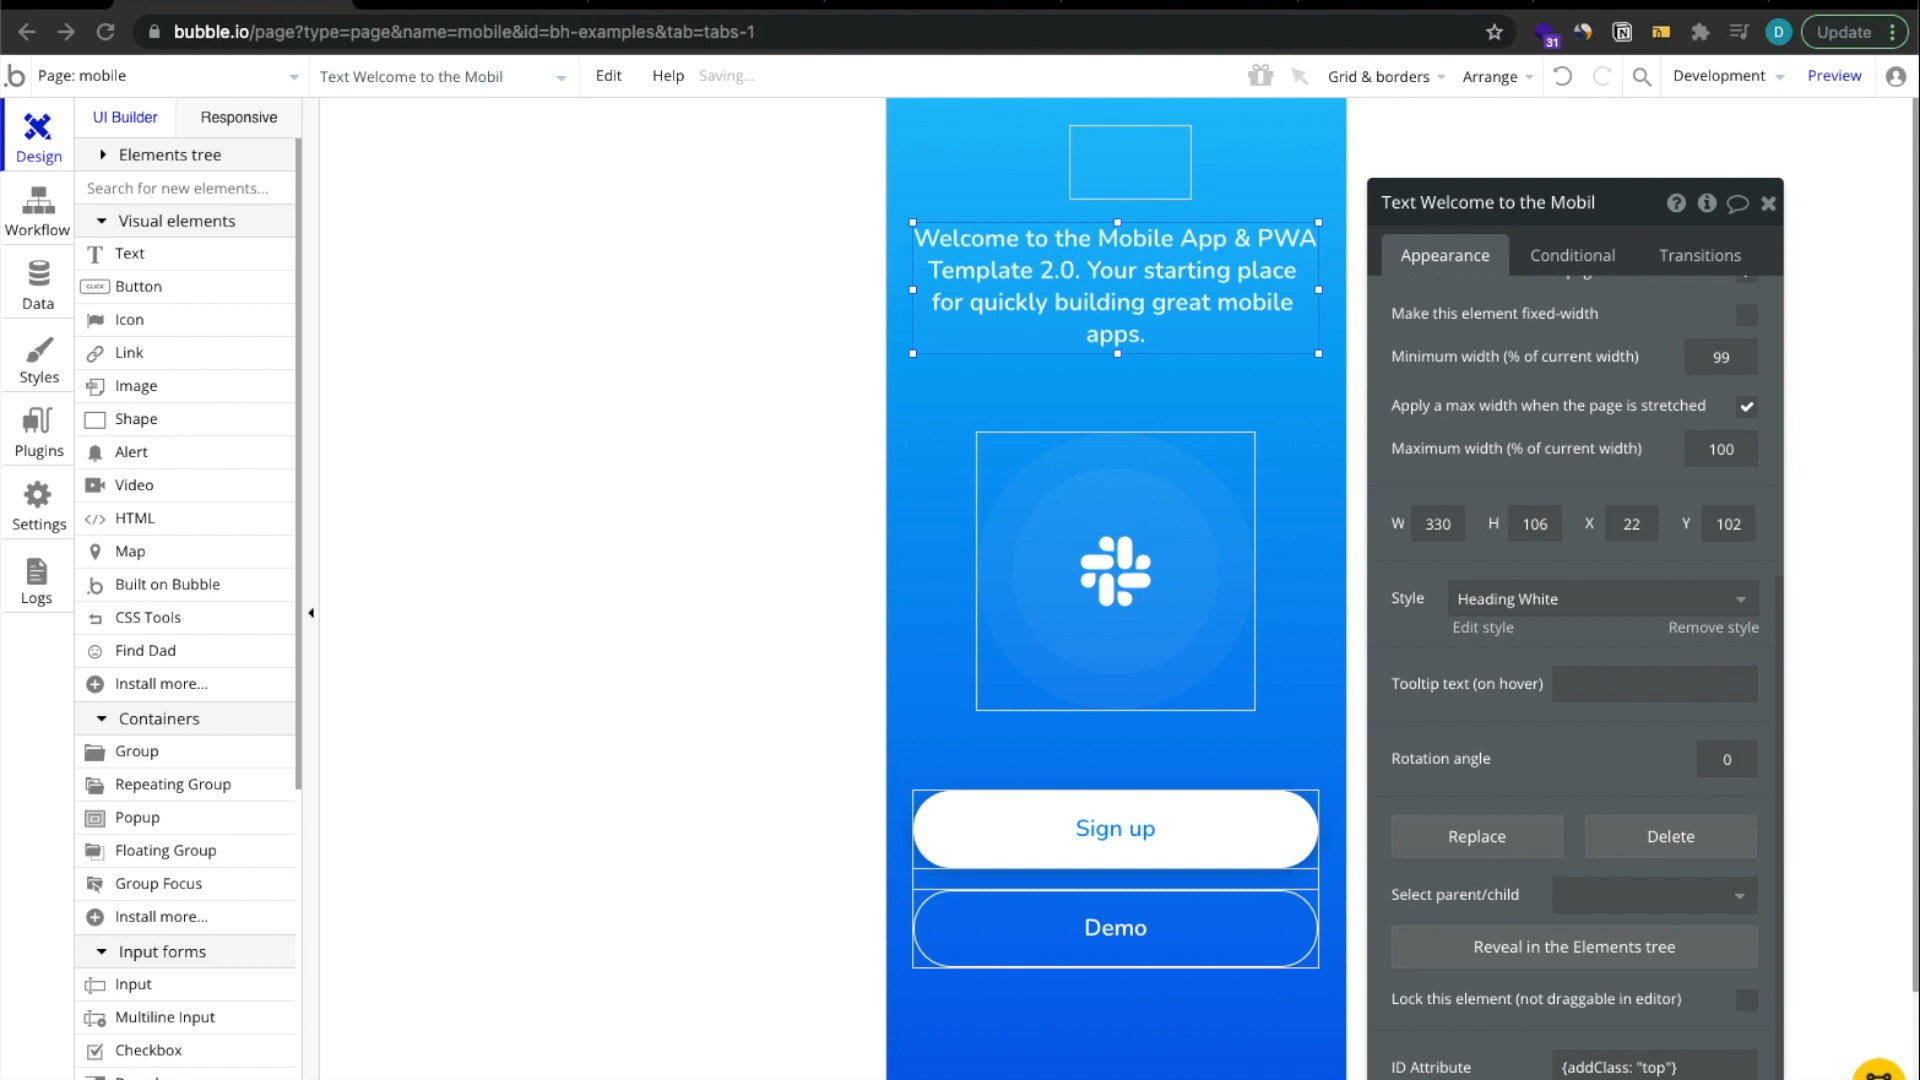 bubble.io/page?type=page&name=mobile&id=bh-examples&tab=tabs-1
31
D
Update
Page: mobile
Text Welcome to the Mobil
Edit
Help
Saving...
Grid & borders
Arrange
Development
Preview
Design
Workflow
Data
Styles
Plugins
Settings
Logs
UI Builder
Responsive
Elements tree
Search for new elements...
Visual elements
Text
CLICK
Button
Icon
Link
Image
Shape
Alert
Video
HTML
Map
Built on Bubble
CSS Tools
Find Dad
Install more...
Containers
Group
Repeating Group
Popup
Floating Group
Group Focus
Install more...
Input forms
Input
Multiline Input
Checkbox
Welcome to the Mobile App & PWA
Template 2.0. Your starting place
for quickly building great mobile
apps.
Sign up
Demo
Text Welcome to the Mobil
Appearance
Conditional
Transitions
Make this element fixed-width
Minimum width (% of current width)
99
Apply a max width when the page is stretched
Maximum width (% of current width)
100
W 330 H 106 X 22 Y 102
Style
Heading White
Edit style
Remove style
Tooltip text (on hover)
Rotation angle
0
Replace
Delete
Select parent/child
Reveal in the Elements tree
Lock this element (not draggable in editor)
ID Attribute
{addClass: "top"}